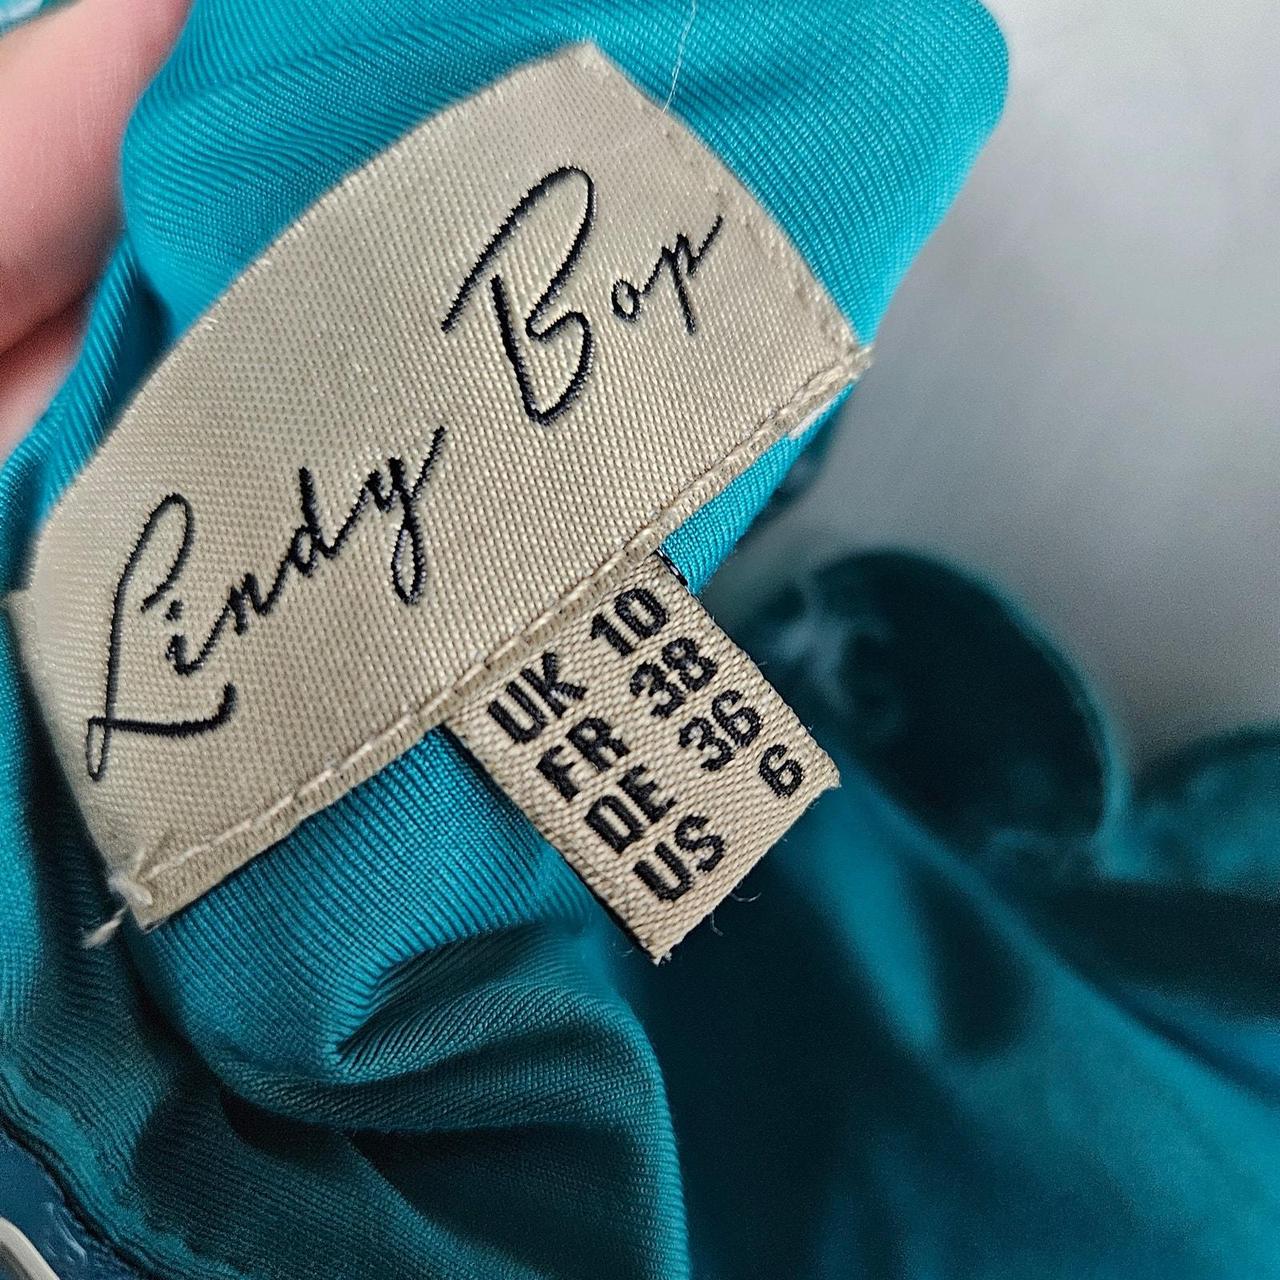 Lindy Bop
UK 10
FR 38
DE 36
US 6